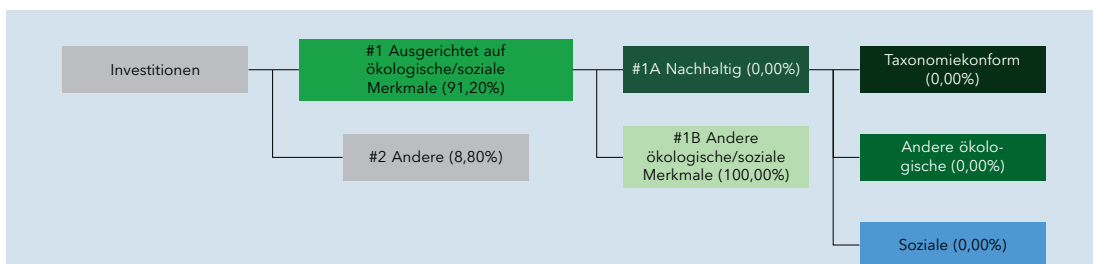 Investitionen
#1 Ausgerichtet auf
ökologische/soziale
Merkmale (91,20%)
#2 Andere (8,80%)
#1A Nachhaltig (0,00%)
#1B Andere
ökologische/soziale
Merkmale (100,00%)
Taxonomiekonform
(0,00%)
Andere ökolo-
gische (0,00%)
Soziale (0,00%)